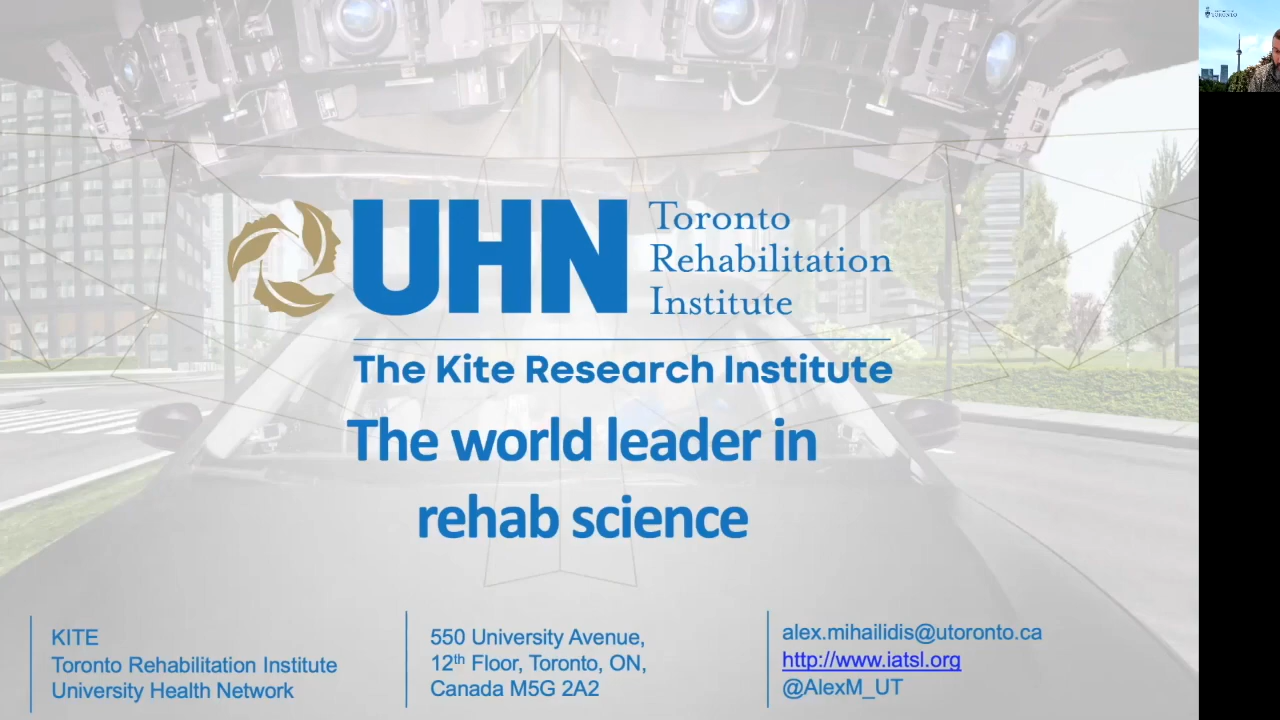 UHN
Toronto
Rehabilitation
Institute
The Kite Research Institute
The world leader in
rehab science
KITE
Toronto Rehabilitation Institute
University Health Network
550 University Avenue,
12th Floor, Toronto, ON,
Canada M5G 2A2
alex.mihailidis@utoronto.ca
http://www.iatsl.org
@AlexM_UT
TORONTO